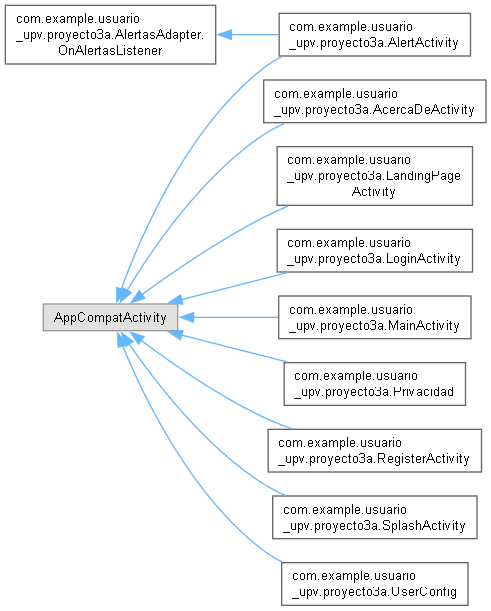 com.example.usuario
_upv.proyecto3a.AlertasAdapter.
OnAlertasListener
com.example.usuario
_upv.proyecto3a.AlertActivity
com.example.usuario
_upv.proyecto3a.AcercaDeActivity
com.example.usuario
_upv.proyecto3a.LandingPage
Activity
com.example.usuario
_upv.proyecto3a.LoginActivity
AppCompatActivity
com.example.usuario
_upv.proyecto3a.MainActivity
com.example.usuario
_upv.proyecto3a.Privacidad
com.example.usuario
_upv.proyecto3a.RegisterActivity
com.example.usuario
_upv.proyecto3a.SplashActivity
com.example.usuario
_upv.proyecto3a.UserConfig